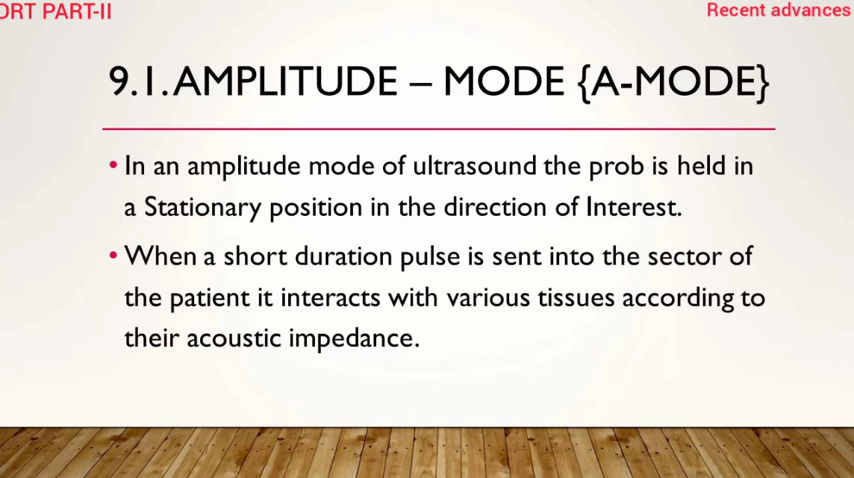 ORT PART-II
Recent advances
9.1.AMPLITUDE – MODE {A-MODE}
• In an amplitude mode of ultrasound the prob is held in
a Stationary position in the direction of Interest.
• When a short duration pulse is sent into the sector of
the patient it interacts with various tissues according to
their acoustic impedance.